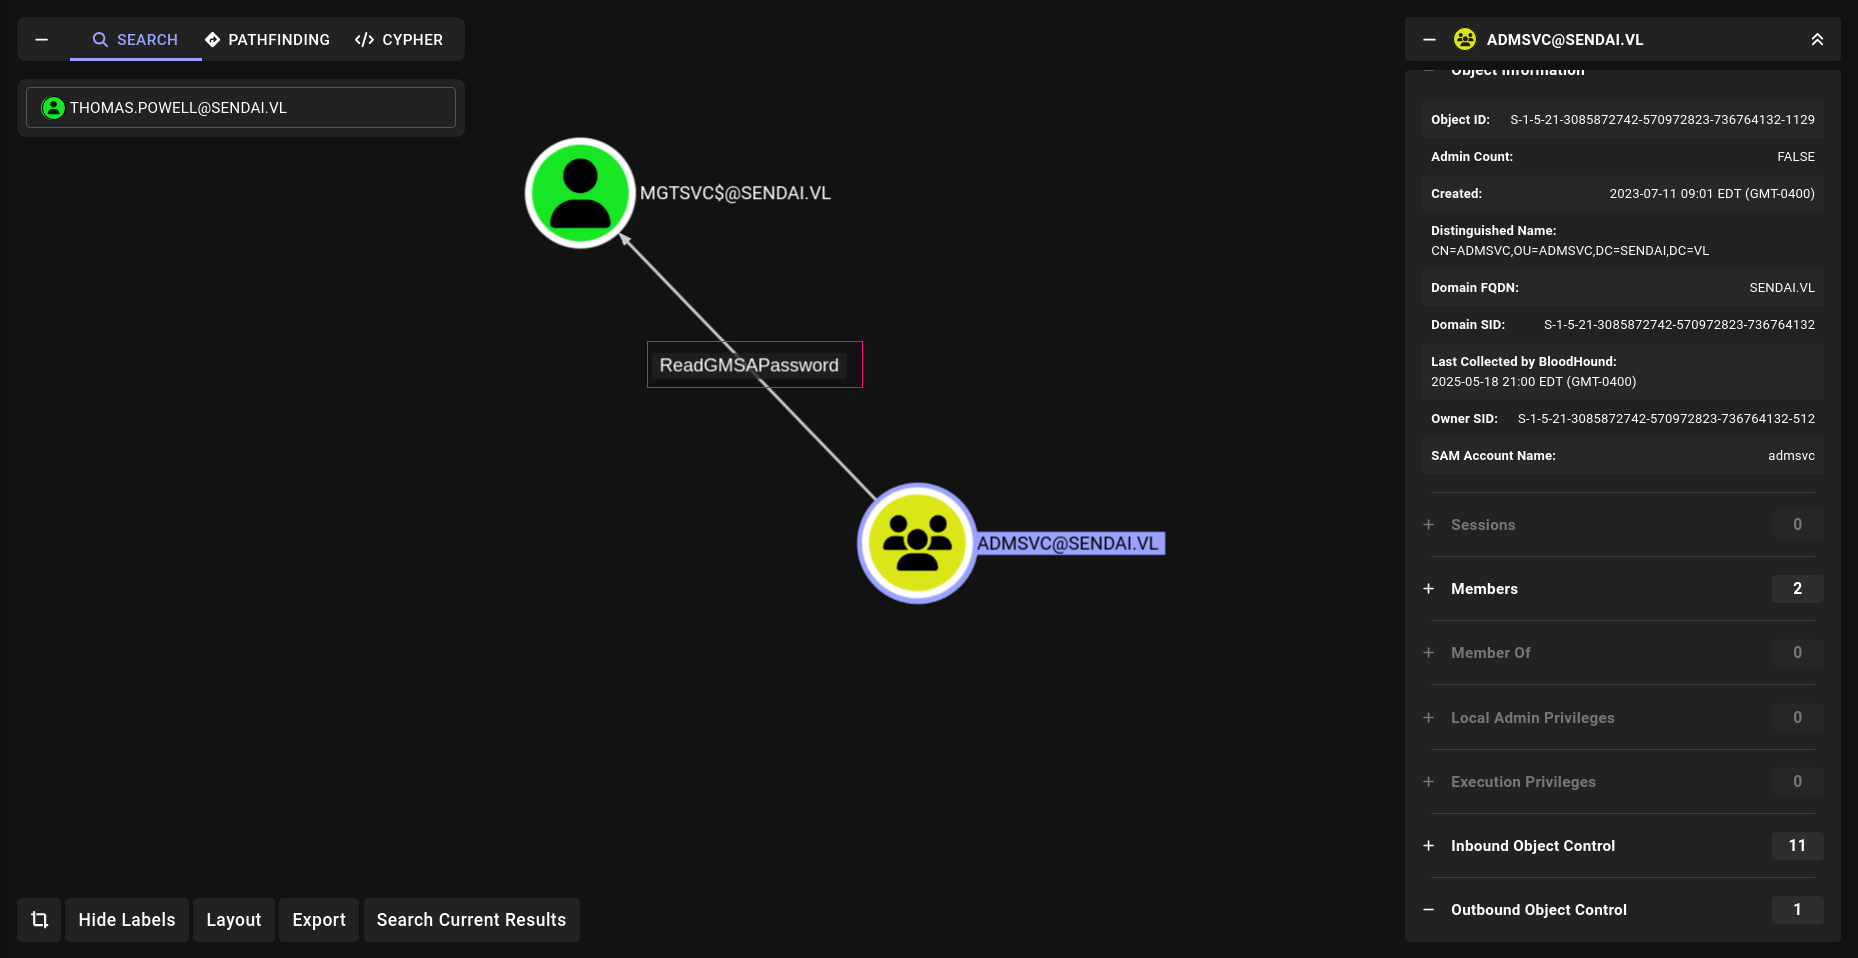 SEARCH
PATHFINDING
CYPHER
THOMAS.POWELL@SENDAI.VL
MGTSVC$@SENDAI.VL
ReadGMSAPassword
ADMSVC@SENDAI.VL
Hide Labels
Layout
Export
Search Current Results
ADMSVC@SENDAI.VL
Object Information
Object ID: S-1-5-21-3085872742-570972823-736764132-1129
Admin Count: FALSE
Created: 2023-07-11 09:01 EDT (GMT-0400)
Distinguished Name:
CN=ADMSVC,OU=ADMSVC,DC=SENDAI,DC=VL
Domain FQDN: SENDAI.VL
Domain SID: S-1-5-21-3085872742-570972823-736764132
Last Collected by BloodHound:
2025-05-18 21:00 EDT (GMT-0400)
Owner SID: S-1-5-21-3085872742-570972823-736764132-512
SAM Account Name: admsvc
Sessions 0
Members 2
Member Of 0
Local Admin Privileges 0
Execution Privileges 0
Inbound Object Control 11
Outbound Object Control 1